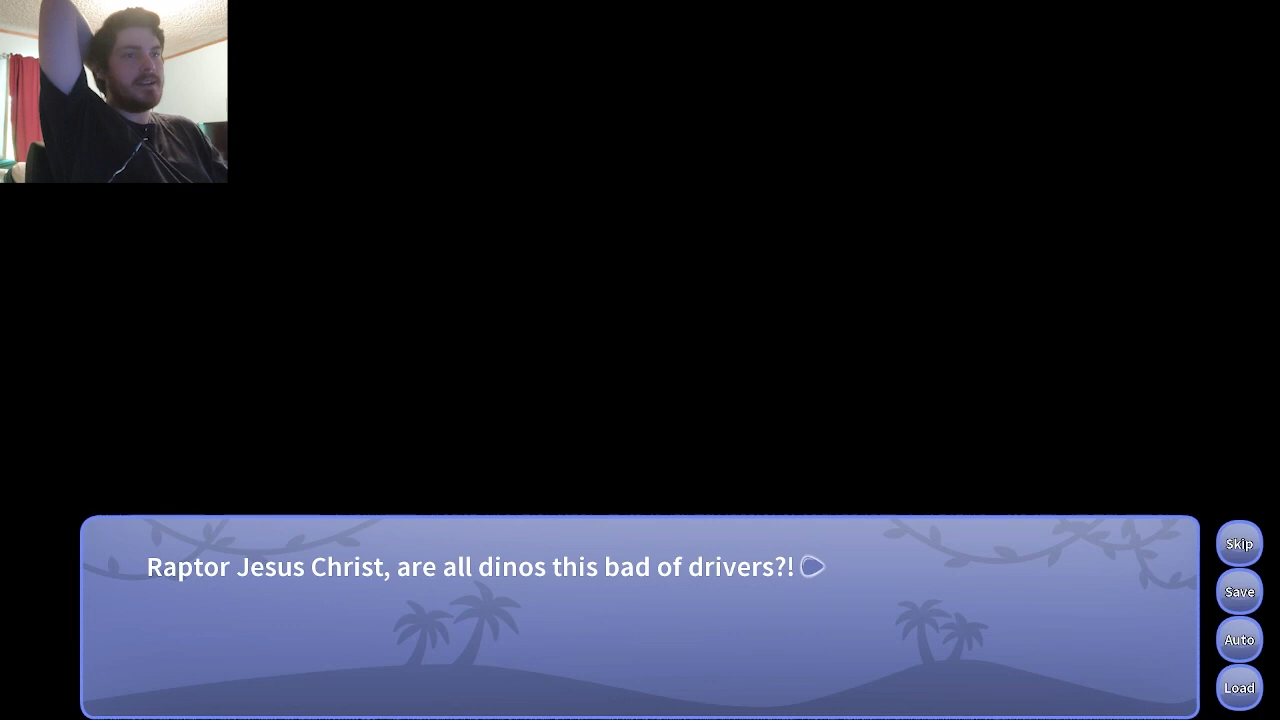 Raptor Jesus Christ, are all dinos this bad of drivers?!
Skip
Save
Auto
Load